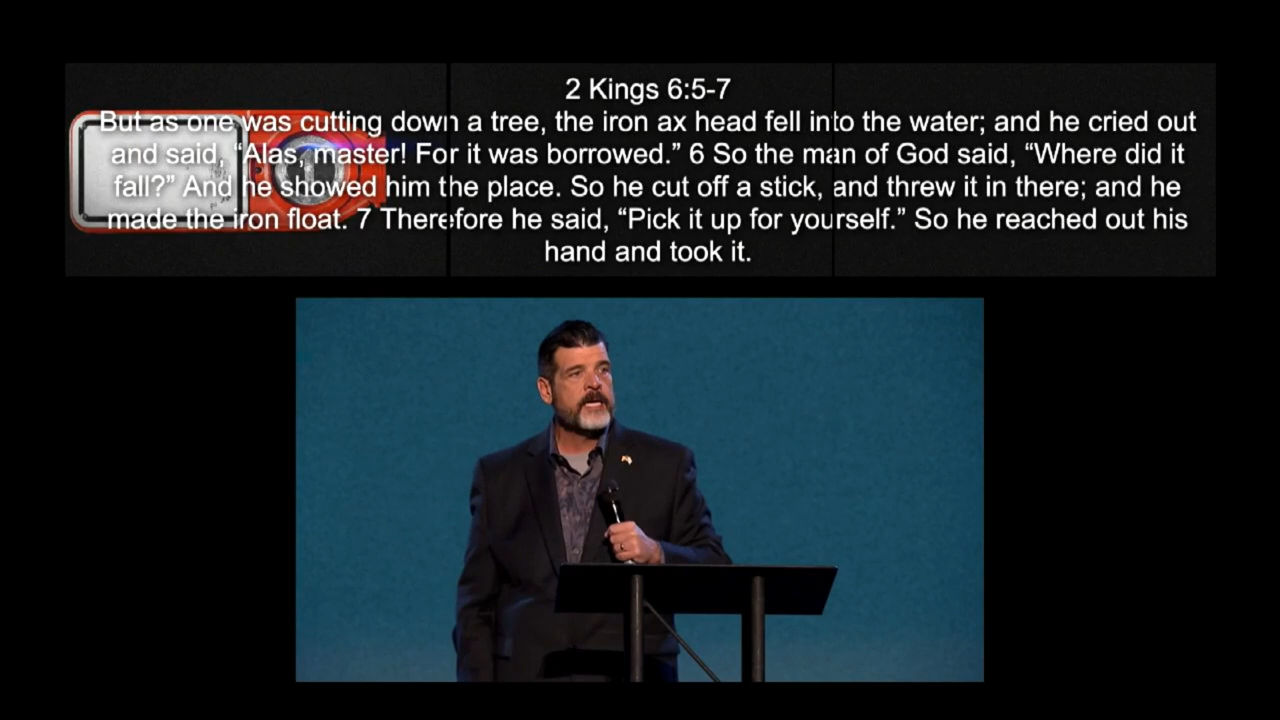 2 Kings 6:5-7
But as one was cutting down a tree, the iron ax head fell into the water; and he cried out
and said, “Alas, master! For it was borrowed.” 6 So the man of God said, “Where did it
fall?” And he showed him the place. So he cut off a stick, and threw it in there; and he
made the iron float. 7 Therefore he said, “Pick it up for yourself.” So he reached out his
hand and took it.